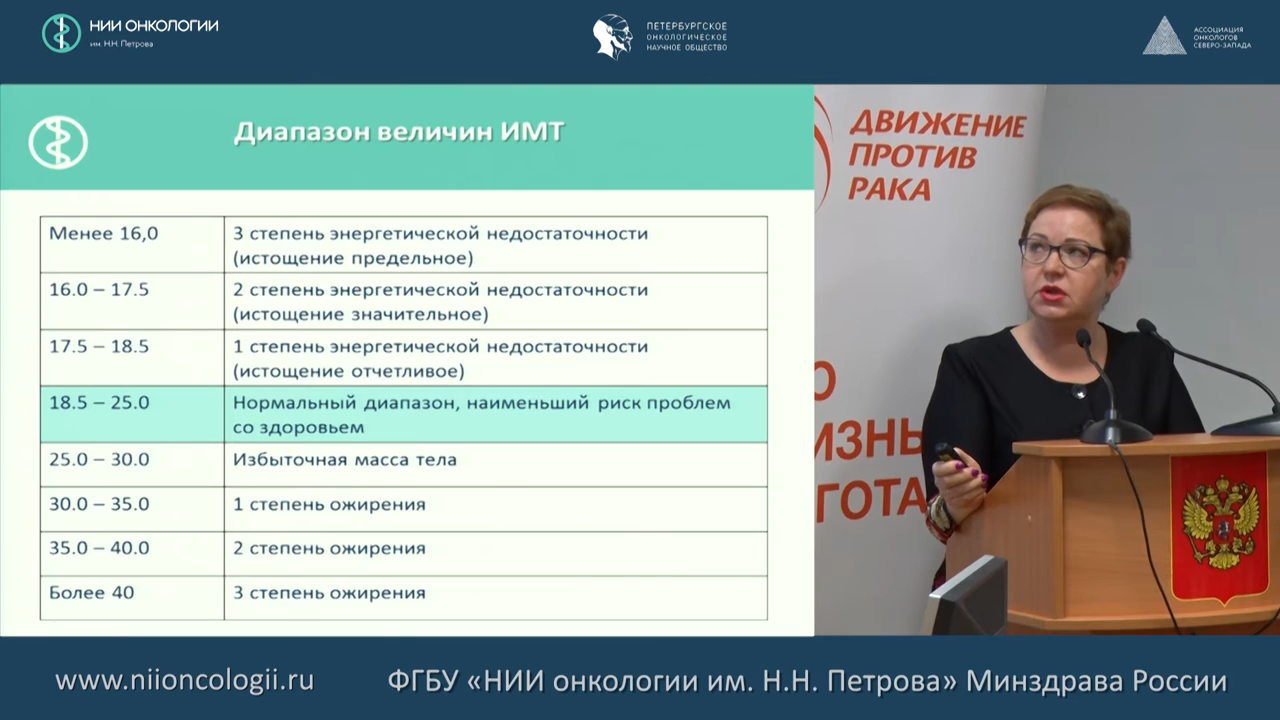 НИИ ОНКОЛОГИИ
им. Н.Н. Петрова
ПЕТЕРБУРГСКОЕ
ОНКОЛОГИЧЕСКОЕ
НАУЧНОЕ ОБЩЕСТВО
АССОЦИАЦИЯ
ОНКОЛОГОВ
СЕВЕРО-ЗАПАДА
Диапазон величин ИМТ
Менее 16,0
3 степень энергетической недостаточности
(истощение предельное)
16.0 – 17.5
2 степень энергетической недостаточности
(истощение значительное)
17.5 – 18.5
1 степень энергетической недостаточности
(истощение отчетливое)
18.5 – 25.0
Нормальный диапазон, наименьший риск проблем
со здоровьем
25.0 – 30.0
Избыточная масса тела
30.0 – 35.0
1 степень ожирения
35.0 – 40.0
2 степень ожирения
Более 40
3 степень ожирения
ДВИЖЕНИЕ
ПРОТИВ
РАКА
О
ИЗНЬ
ГОТА
www.niioncologii.ru
ФГБУ «НИИ онкологии им. Н.Н. Петрова» Минздрава России